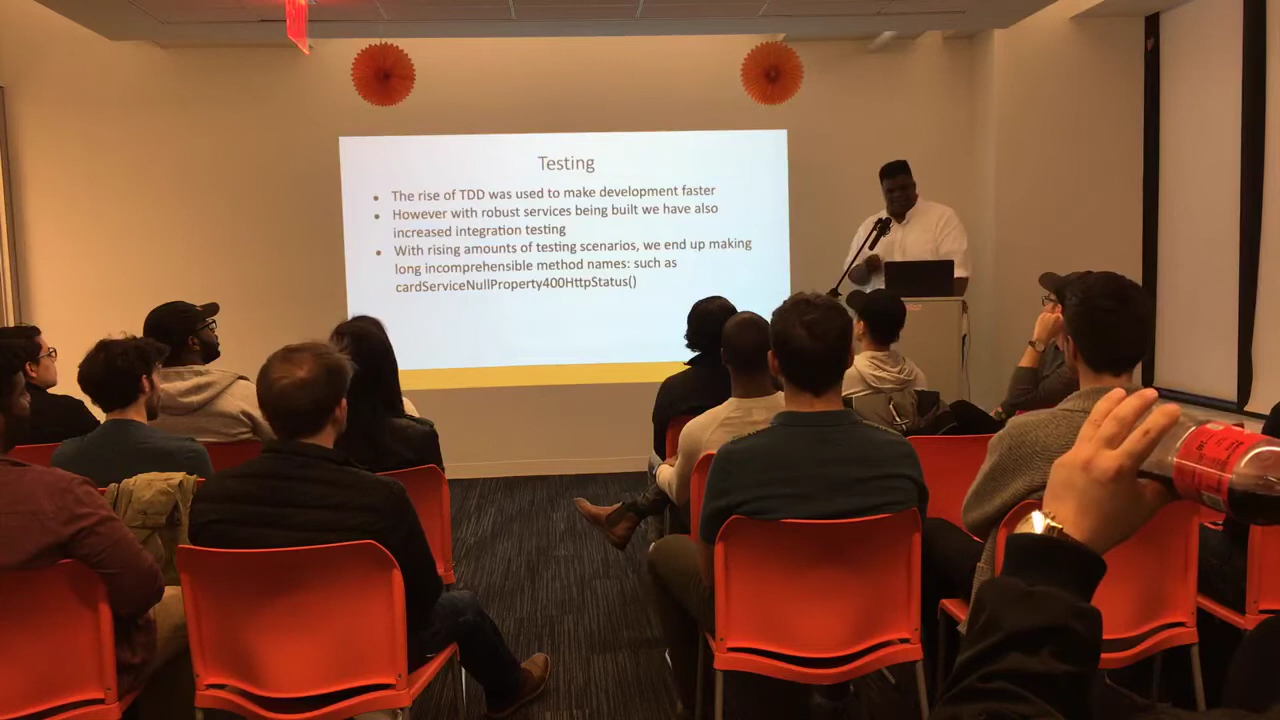 Testing
The rise of TDD was used to make development faster
However with robust services being built we have also
increased integration testing
With rising amounts of testing scenarios, we end up making
long incomprehensible method names: such as
cardServiceNullProperty400HttpStatus()